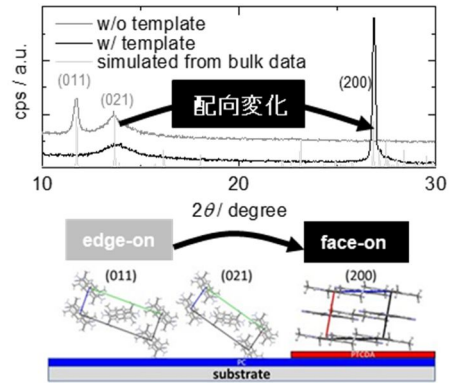 w/o template
w/ template
simulated from bulk data
(011)
(021)
(200)
配向変化
cps / a.u.
10
20
30
2θ / degree
edge-on
face-on
(011)
(021)
(200)
PTCDA
PC
substrate